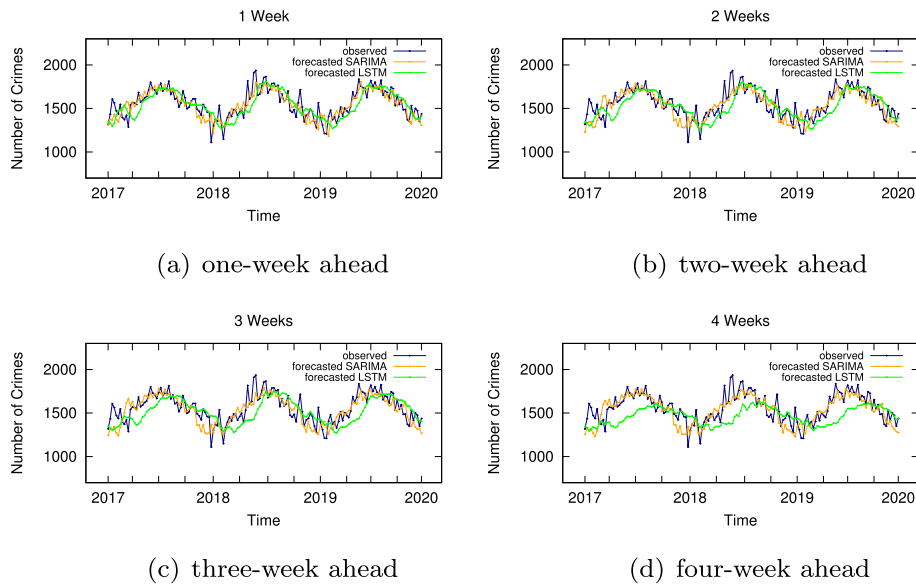 1 Week
Number of Crimes
2000
1500
1000
observed
forecasted SARIMA
forecasted LSTM
2017 2018 2019 2020
Time
(a) one-week ahead
2 Weeks
Number of Crimes
2000
1500
1000
observed
forecasted SARIMA
forecasted LSTM
2017 2018 2019 2020
Time
(b) two-week ahead
3 Weeks
Number of Crimes
2000
1500
1000
observed
forecasted SARIMA
forecasted LSTM
2017 2018 2019 2020
Time
(c) three-week ahead
4 Weeks
Number of Crimes
2000
1500
1000
observed
forecasted SARIMA
forecasted LSTM
2017 2018 2019 2020
Time
(d) four-week ahead